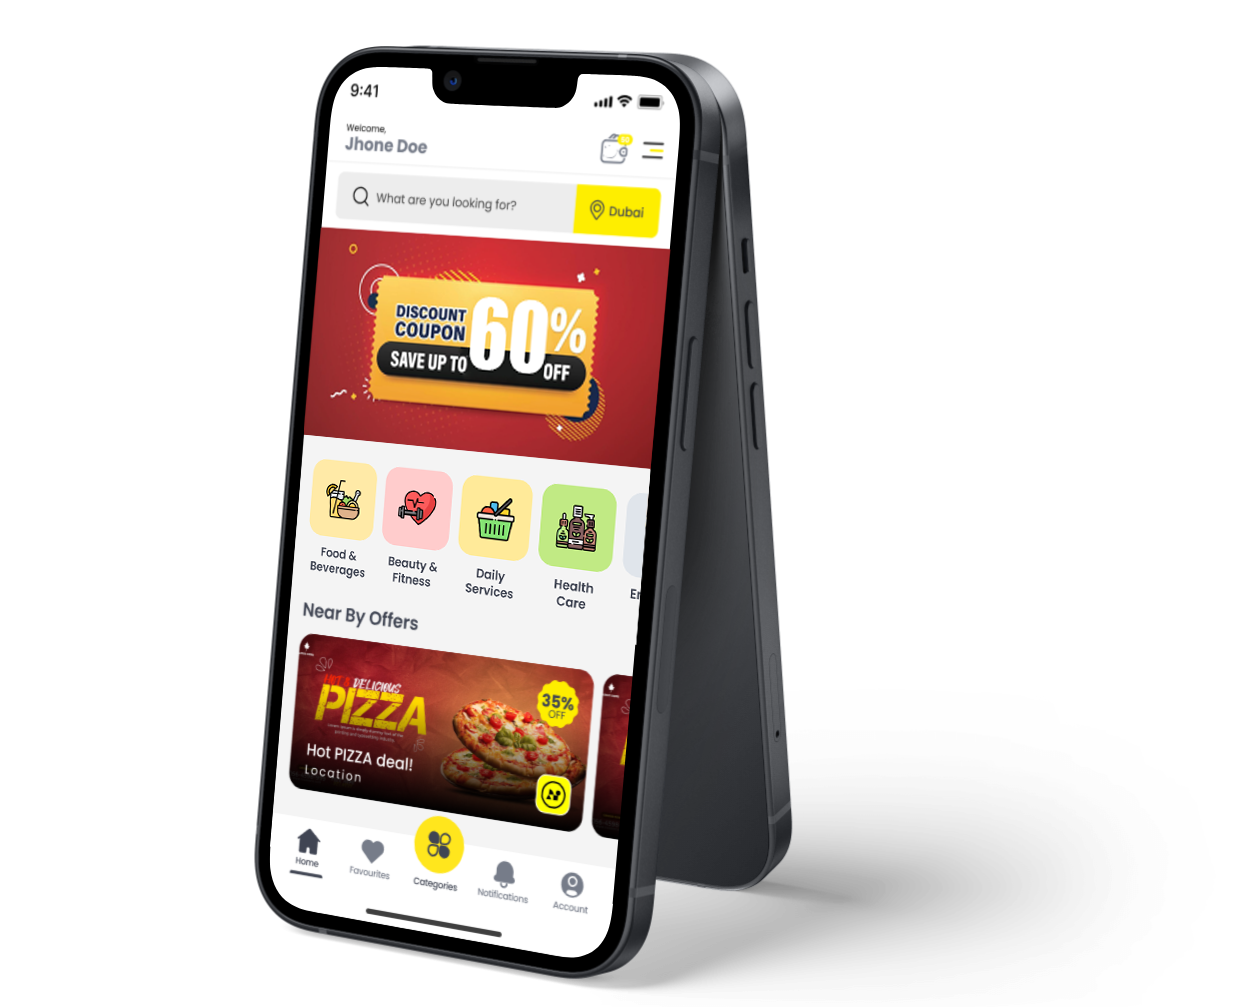 9:41
Welcome,
Jhone Doe
What are you looking for?
Dubai
DISCOUNT
COUPON
60%
SAVE UP TO
OFF
Food &
Beverages
Beauty &
Fitness
Daily
Services
Health
Care
Near By Offers
HOT & DELICIOUS
PIZZA
35%
OFF
Hot PIZZA deal!
Location
Home
Favourites
Categories
Notifications
Account